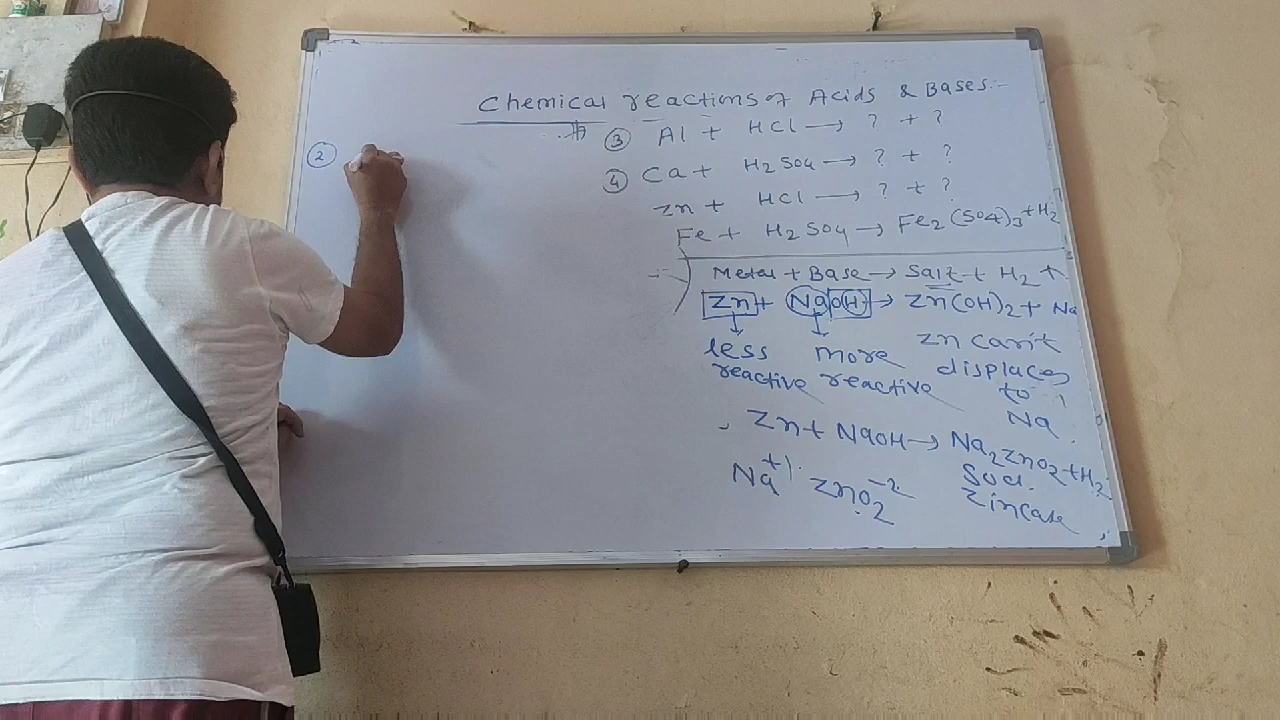 Chemical reactions of Acids & Bases:-
②
③ Al + HCl → ? + ?
④ Ca + H2SO4 → ? + ?
Zn + HCl → ? + ?
Fe + H2SO4 → Fe2(SO4)3 + H2
Metal + Base → Salt + H2 ↑
Zn + NaOH → Zn(OH)2 + Na
less reactive
more reactive
Zn can't displaces to Na
Zn + NaOH → Na2ZnO2 + H2
Na+1 ZnO2-2
Sod. Zincate